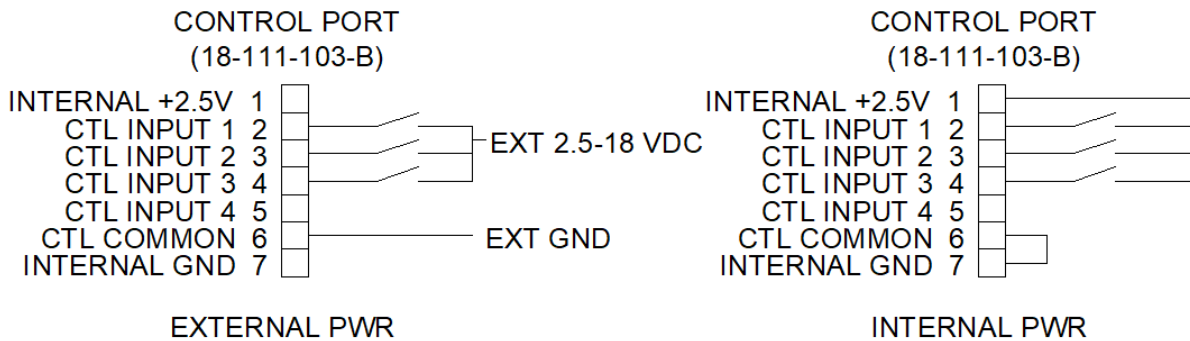 CONTROL PORT
(18-111-103-B)
INTERNAL +2.5V 1
CTL INPUT 1 2
CTL INPUT 2 3
CTL INPUT 3 4
CTL INPUT 4 5
CTL COMMON 6
INTERNAL GND 7
EXT 2.5-18 VDC
EXT GND
EXTERNAL PWR
CONTROL PORT
(18-111-103-B)
INTERNAL +2.5V 1
CTL INPUT 1 2
CTL INPUT 2 3
CTL INPUT 3 4
CTL INPUT 4 5
CTL COMMON 6
INTERNAL GND 7
INTERNAL PWR